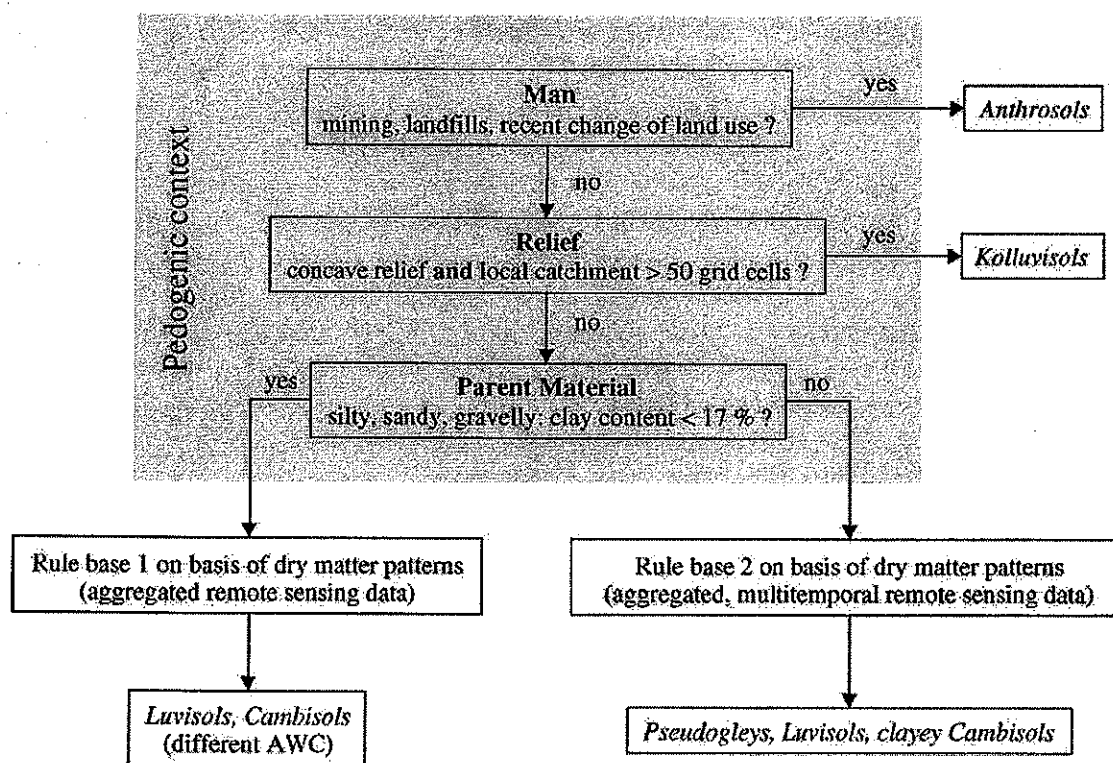 Pedogenic context
Man
mining, landfills, recent change of land use ?
yes
Anthrosols
no
Relief
concave relief and local catchment > 50 grid cells ?
yes
Kolluvisols
no
Parent Material
silty, sandy, gravelly, clay content < 17 % ?
yes
no
Rule base 1 on basis of dry matter patterns
(aggregated remote sensing data)
Rule base 2 on basis of dry matter patterns
(aggregated, multitemporal remote sensing data)
Luvisols, Cambisols
(different AWC)
Pseudogleys, Luvisols, clayey Cambisols